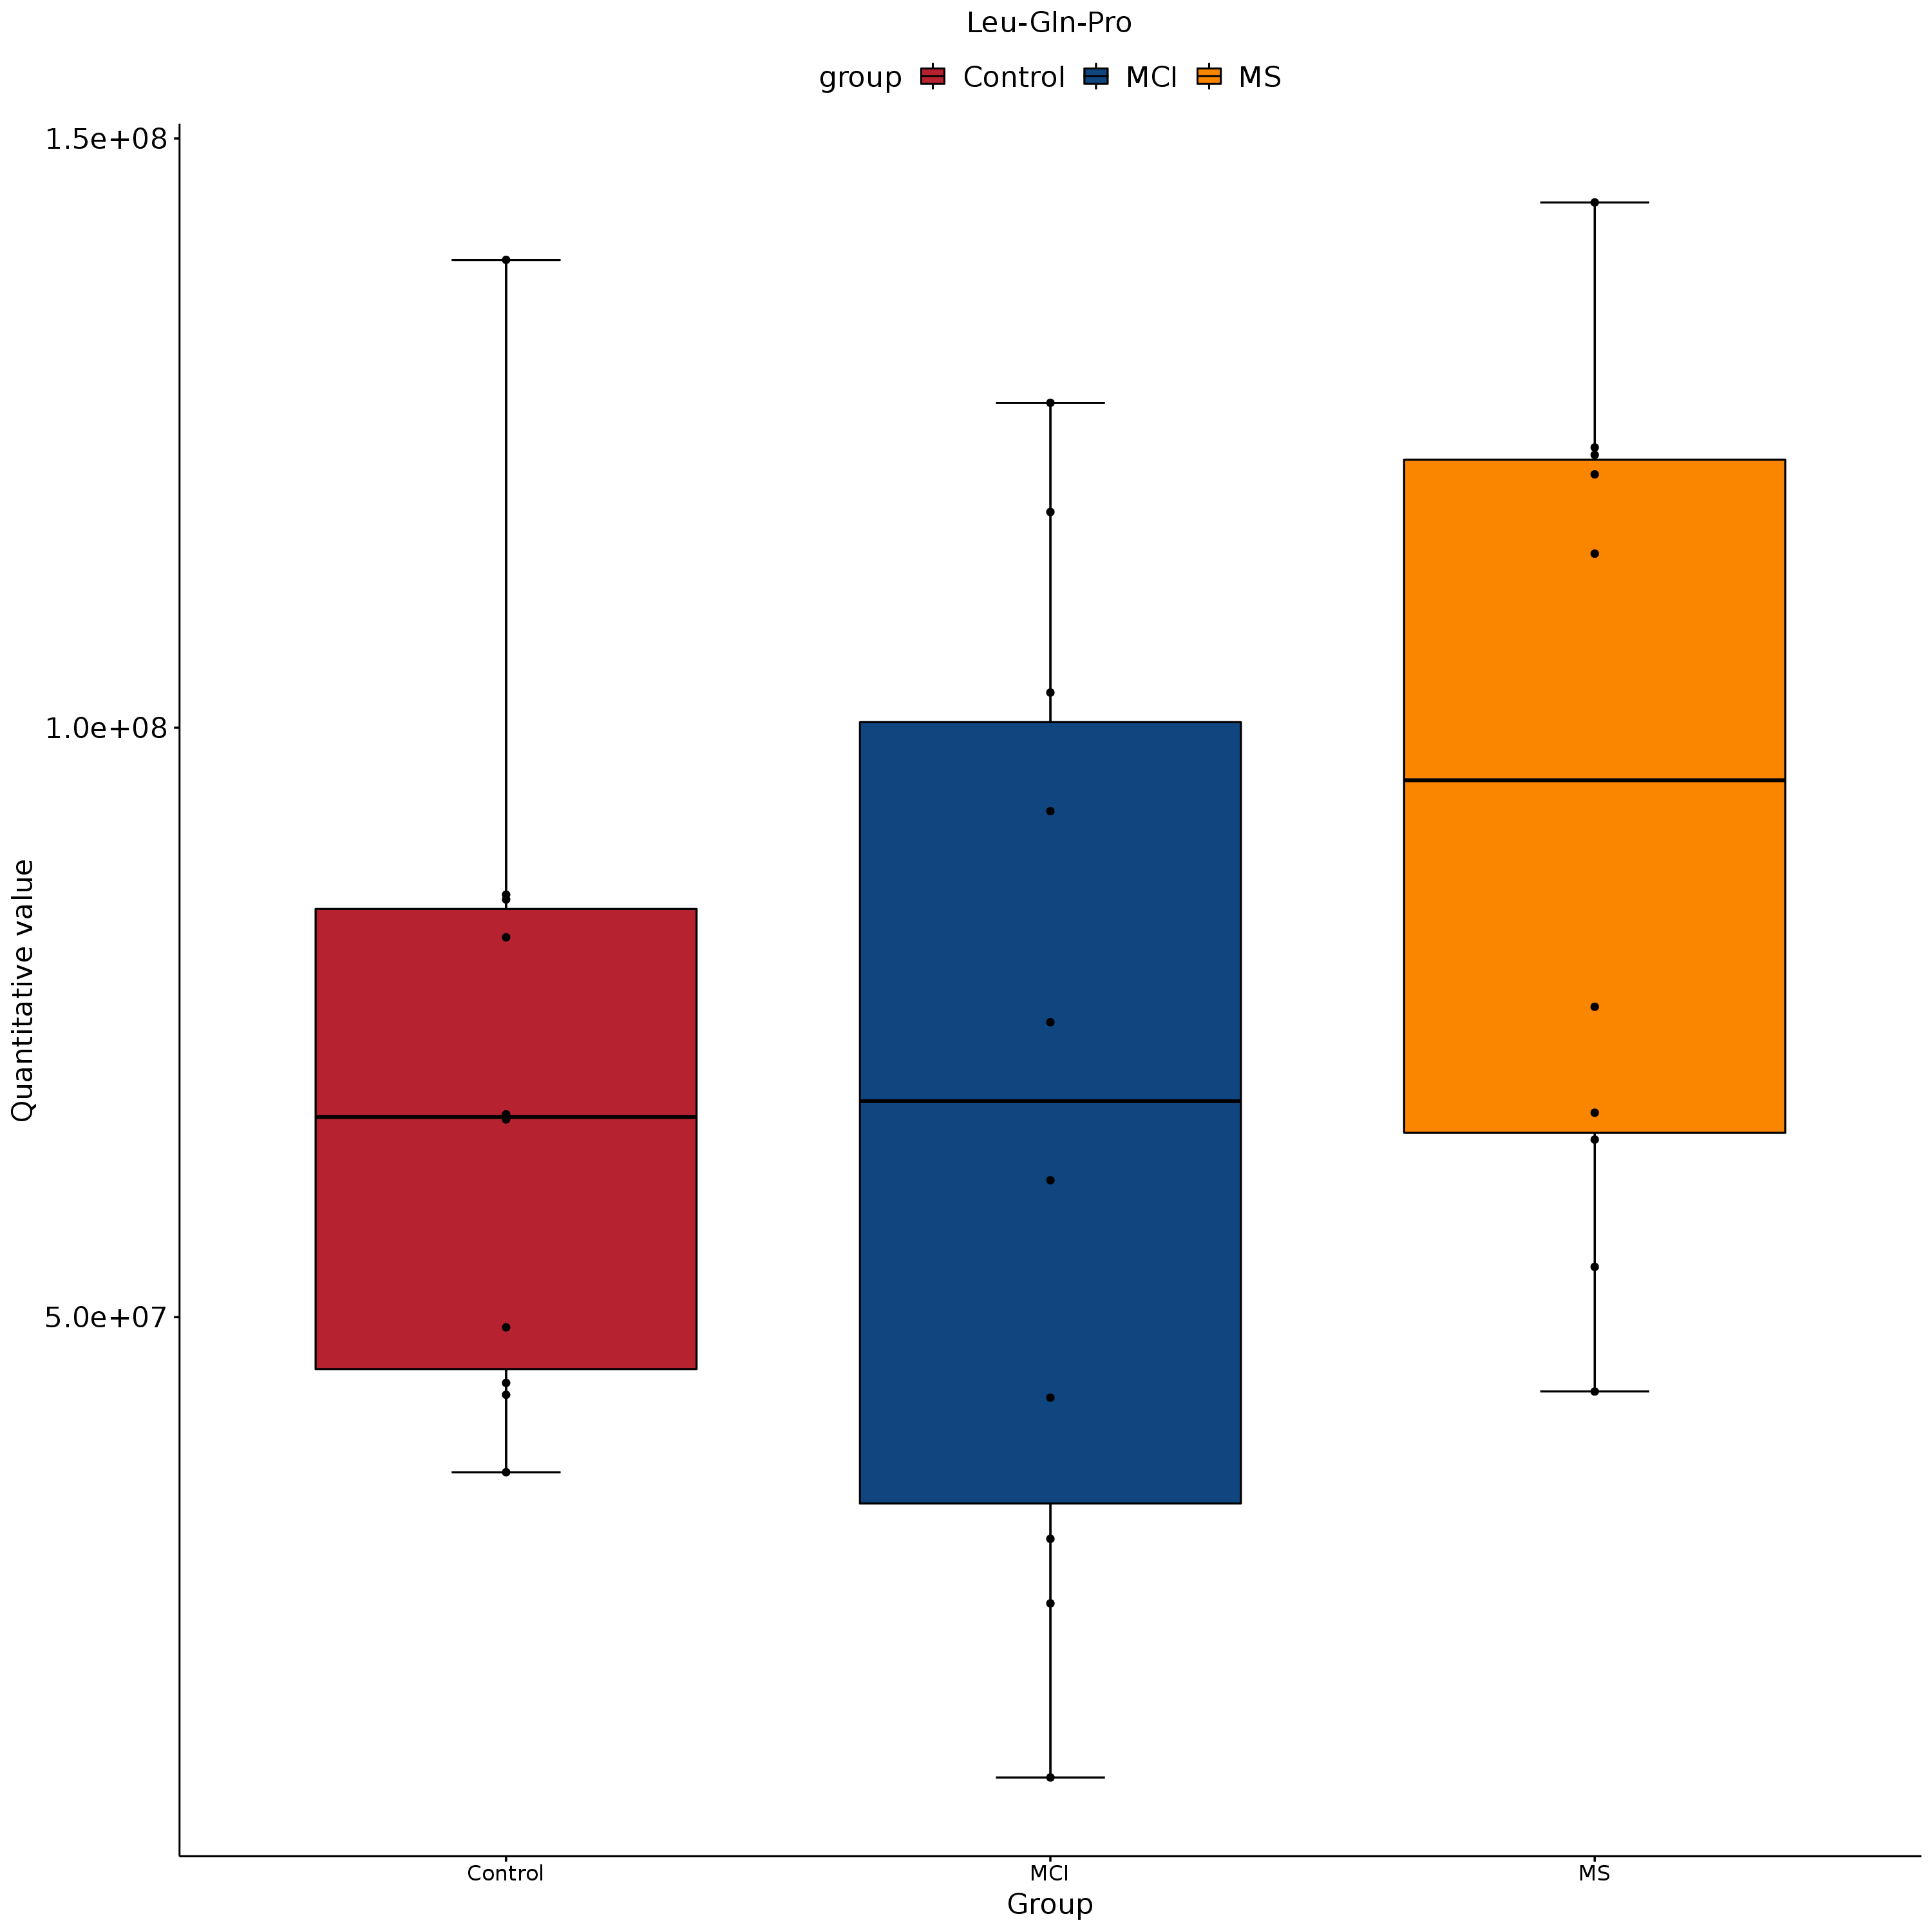 Leu-Gln-Pro
group Control MCI MS
1.5e+08
1.0e+08
5.0e+07
Quantitative value
Control MCI MS
Group